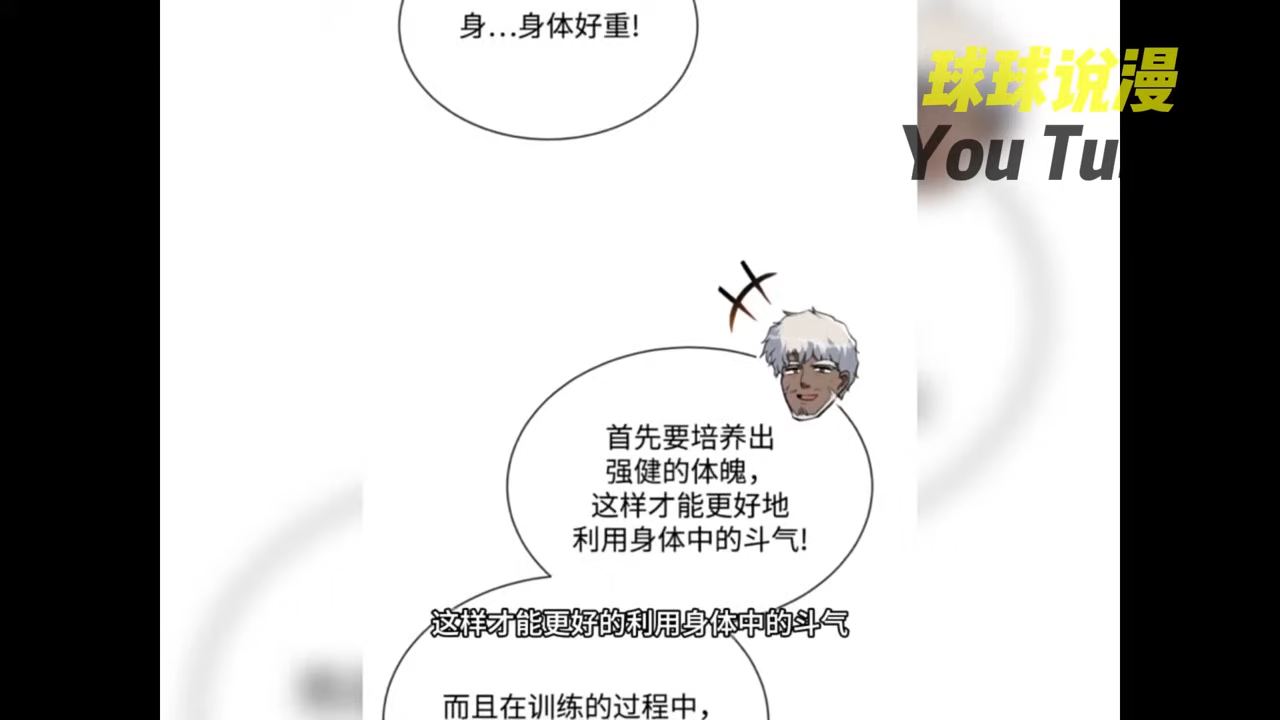 身…身体好重!
球球说漫
You Tu
首先要培养出
强健的体魄，
这样才能更好地
利用身体中的斗气!
这样才能更好的利用身体中的斗气
而且在训练的过程中，